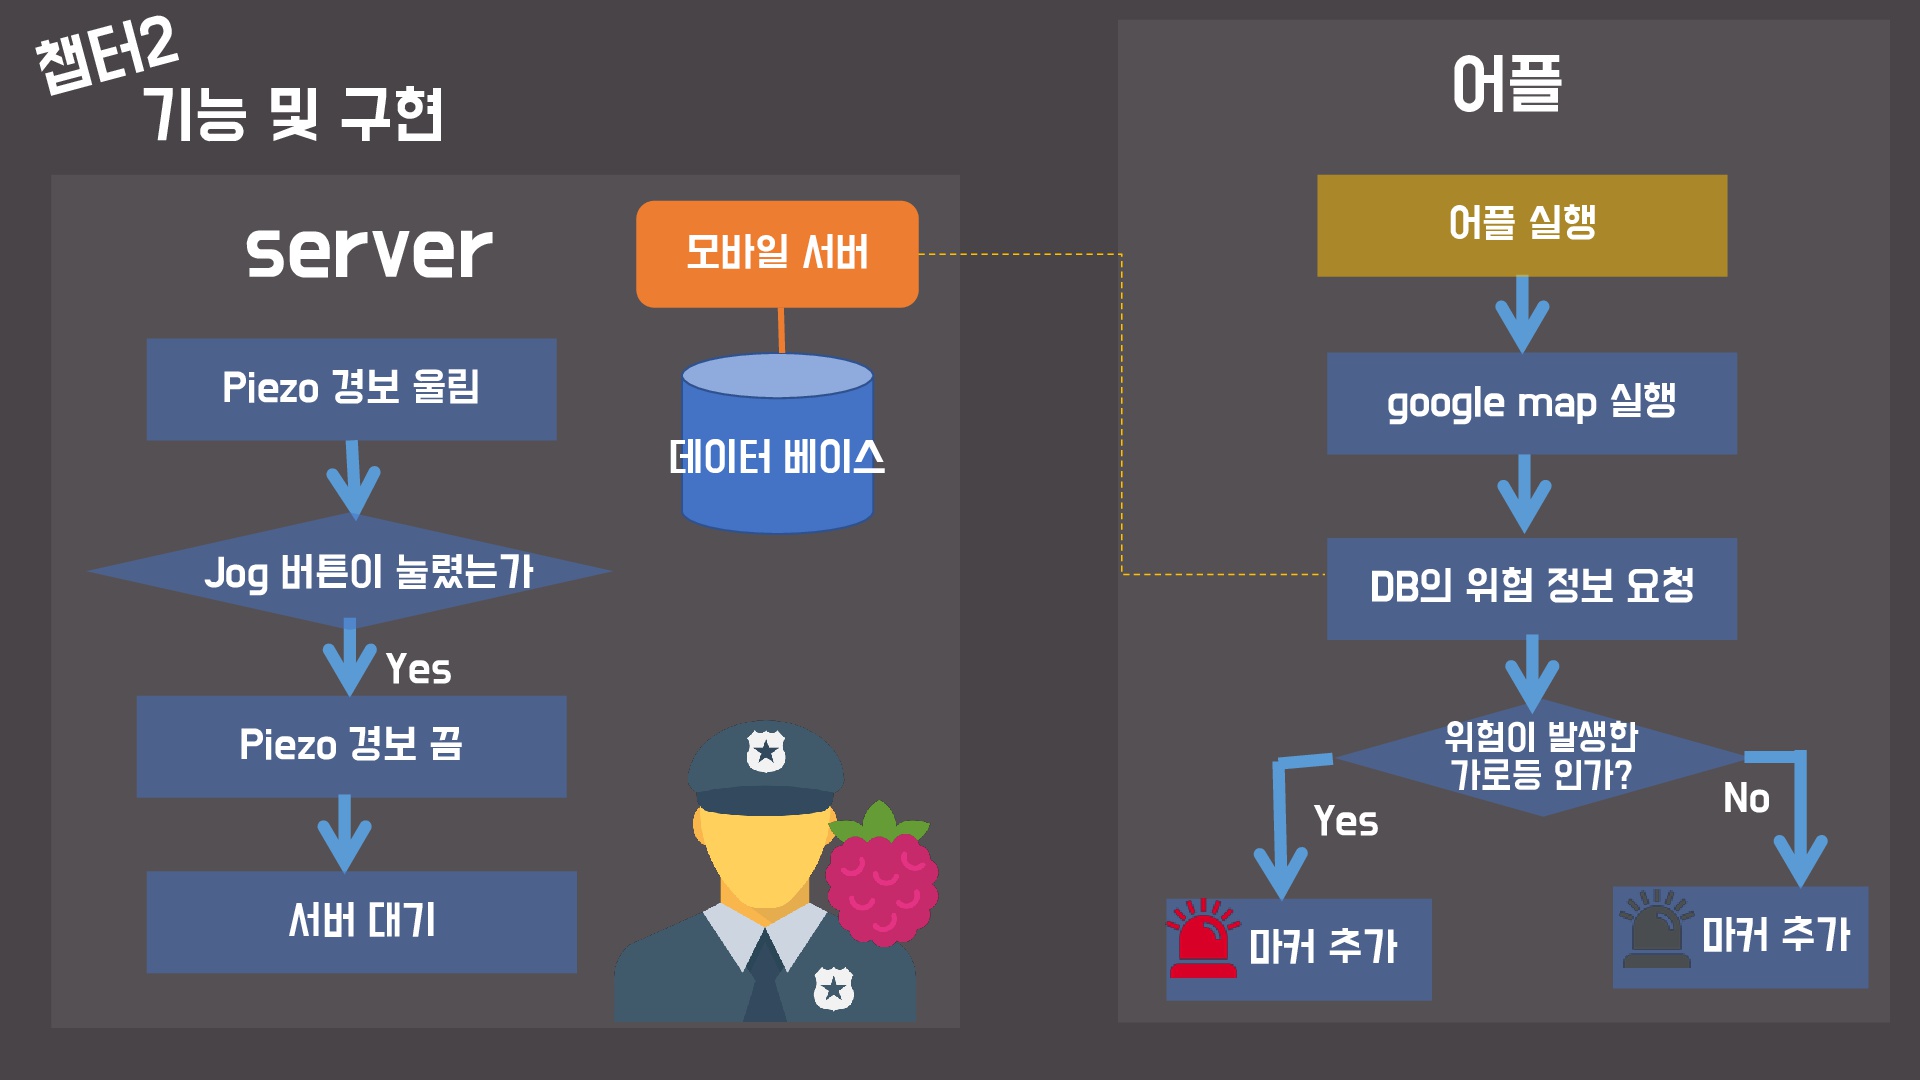 챕터2
기능 및 구현
server
모바일 서버
데이터 베이스
Piezo 경보 울림
Jog 버튼이 눌렸는가
Yes
Piezo 경보 끔
서버 대기
어플
어플 실행
google map 실행
DB의 위험 정보 요청
위험이 발생한
가로등 인가?
Yes
No
마커 추가
마커 추가